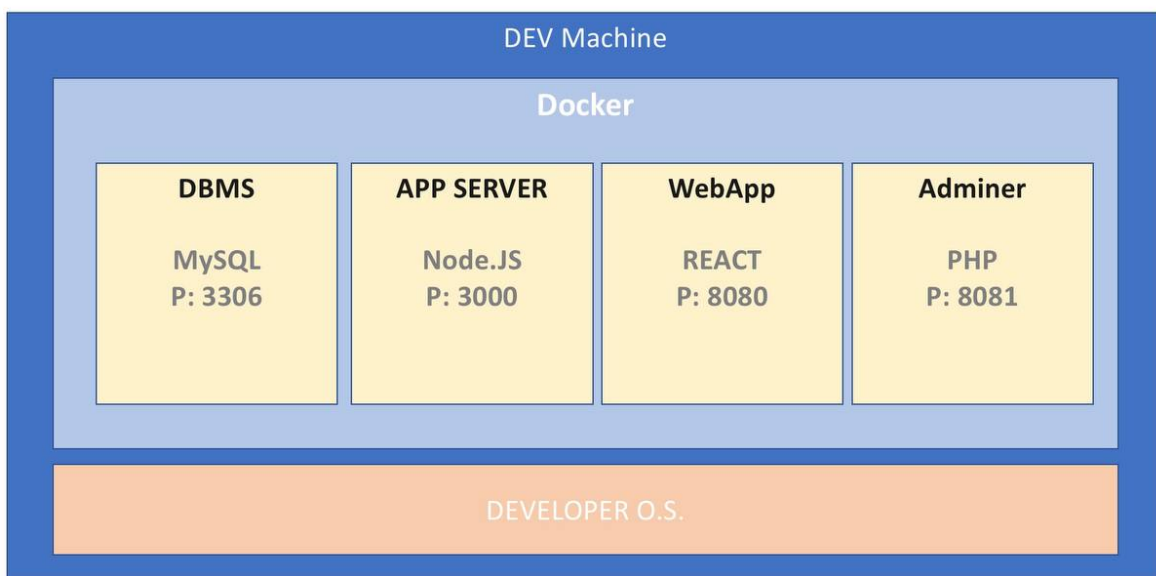 DEV Machine
Docker
DBMS
MySQL
P: 3306
APP SERVER
Node.JS
P: 3000
WebApp
REACT
P: 8080
Adminer
PHP
P: 8081
DEVELOPER O.S.